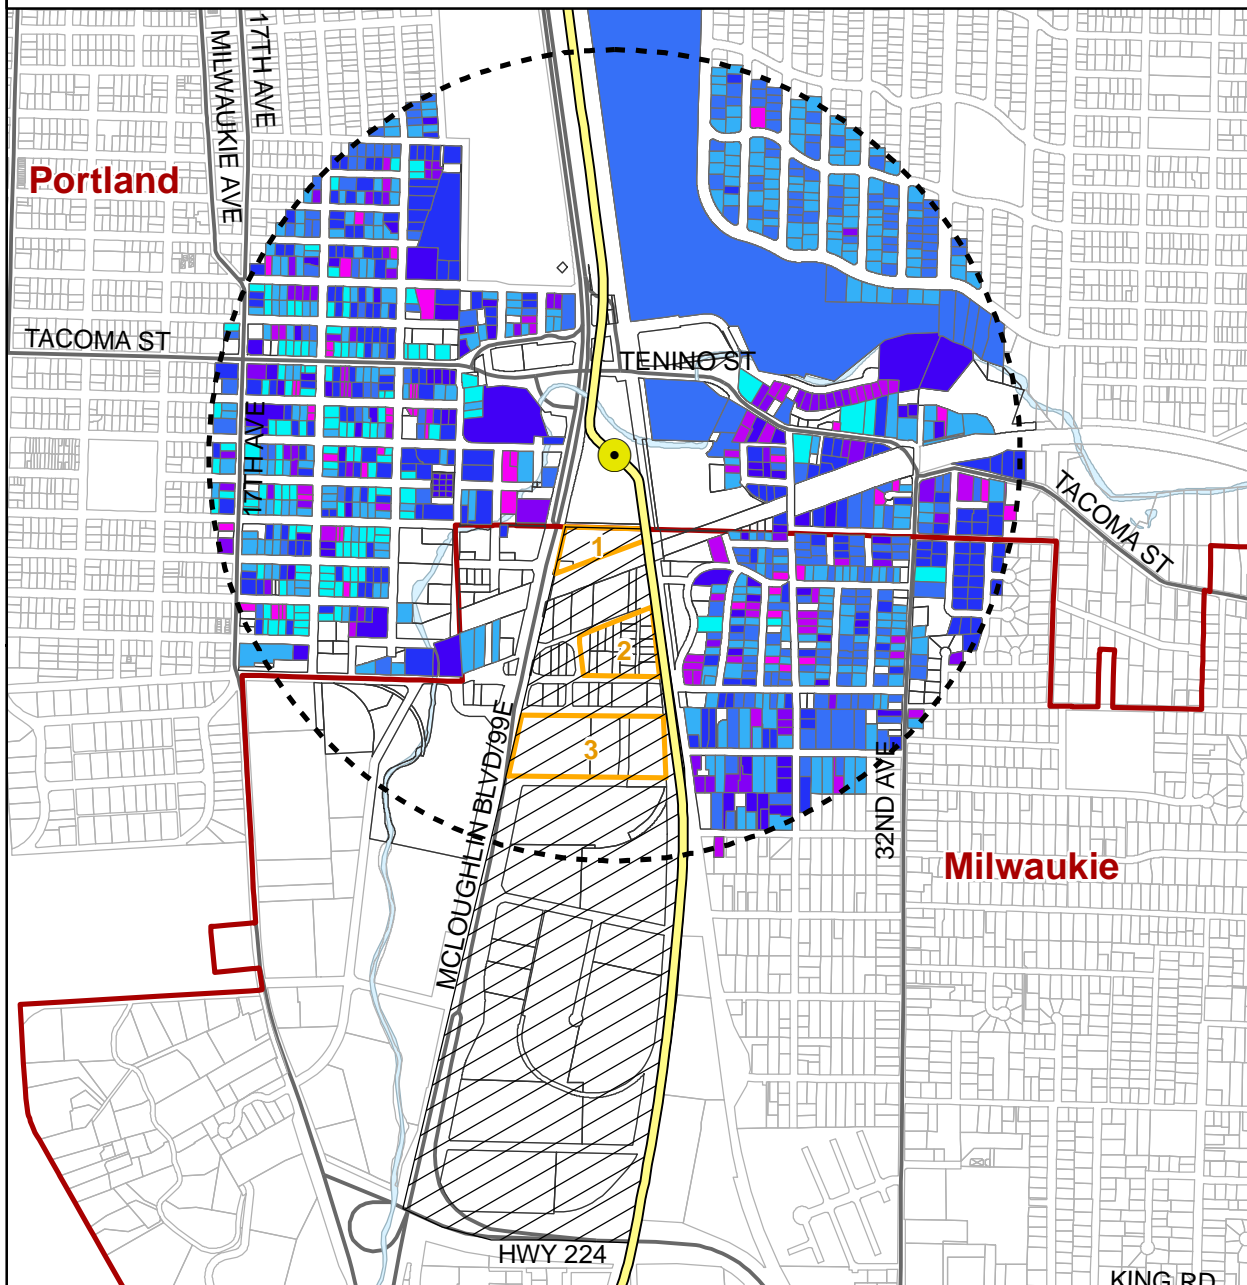 17TH AVE
MILWAUKIE AVE
Portland
TACOMA ST
TENINO ST
17TH AVE
TACOMA ST
1
2
3
MCLOUGHLIN BLVD/99E
32ND AVE
Milwaukie
HWY 224
KING RD